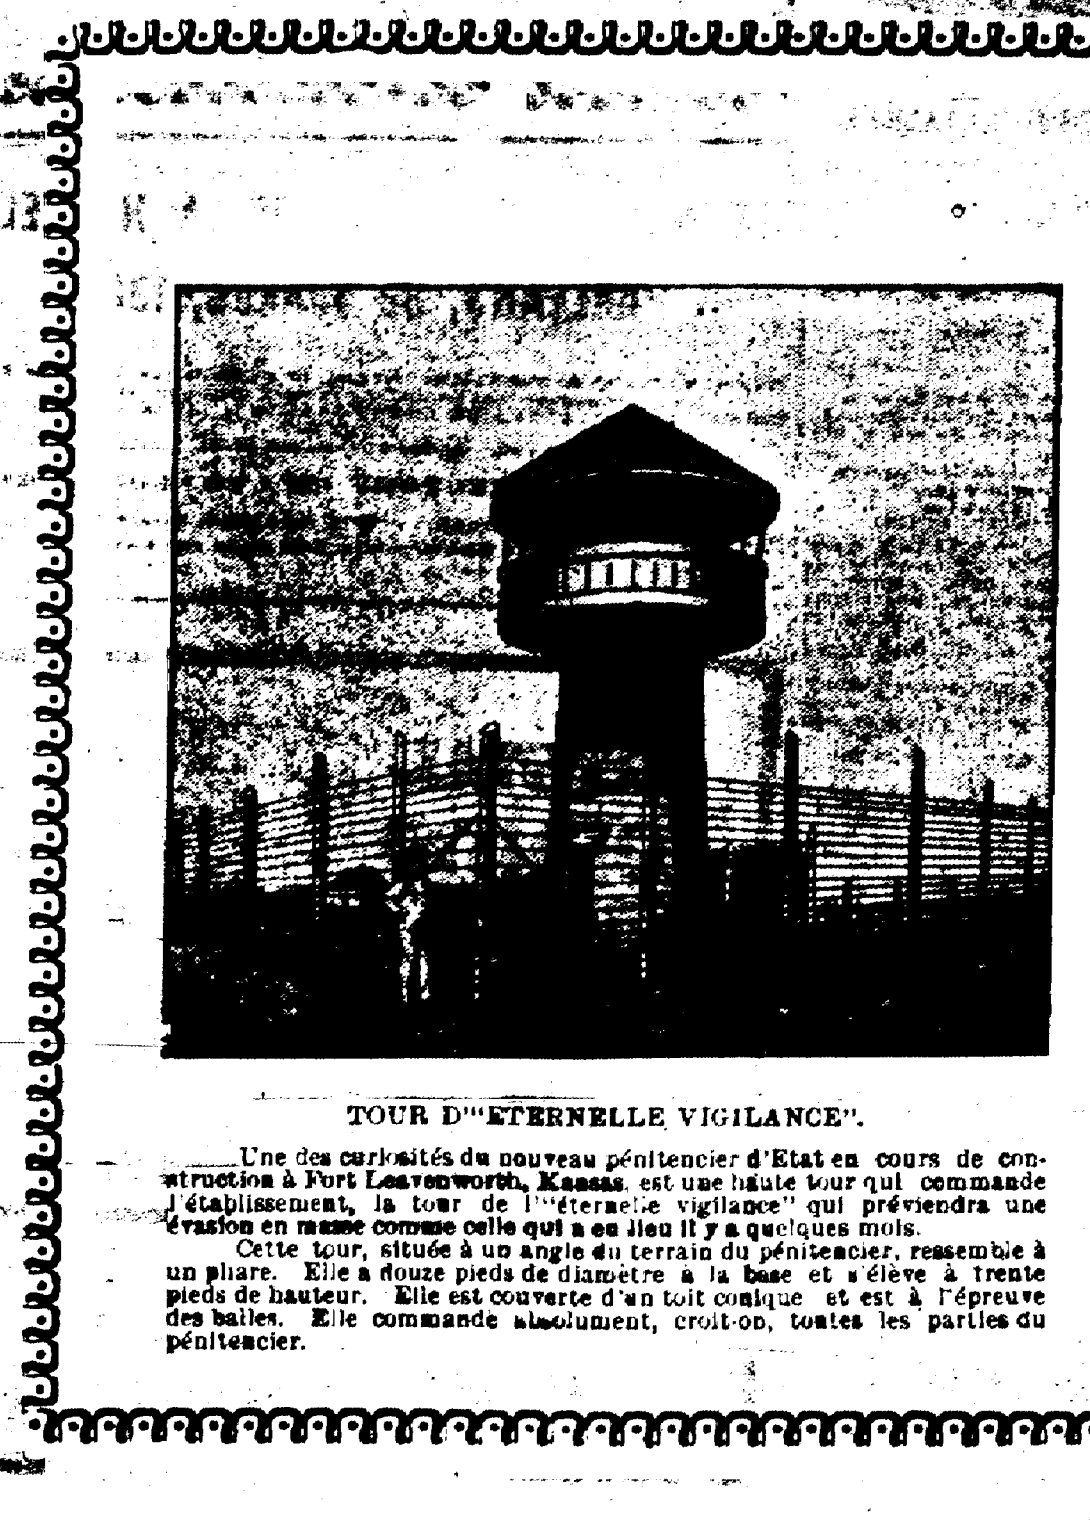 TOUR D'"ETERNELLE VIGILANCE".
Une des curiosités du nouveau pénitencier d'Etat en cours de con-
struction à Fort Leavenworth, Kansas, est une haute tour qui commande
l'établissement, la tour de l'"éternelle vigilance" qui préviendra une
évasion en masse comme celle qui a eu lieu il y a quelques mois.
Cette tour, située à un angle du terrain du pénitencier, ressemble à
un phare. Elle a douze pieds de diamètre à la base et s'élève à trente
pieds de hauteur. Elle est couverte d'un toit conique et est à l'épreuve
des balles. Elle commande absolument, croit-on, toutes les parties du
pénitencier.